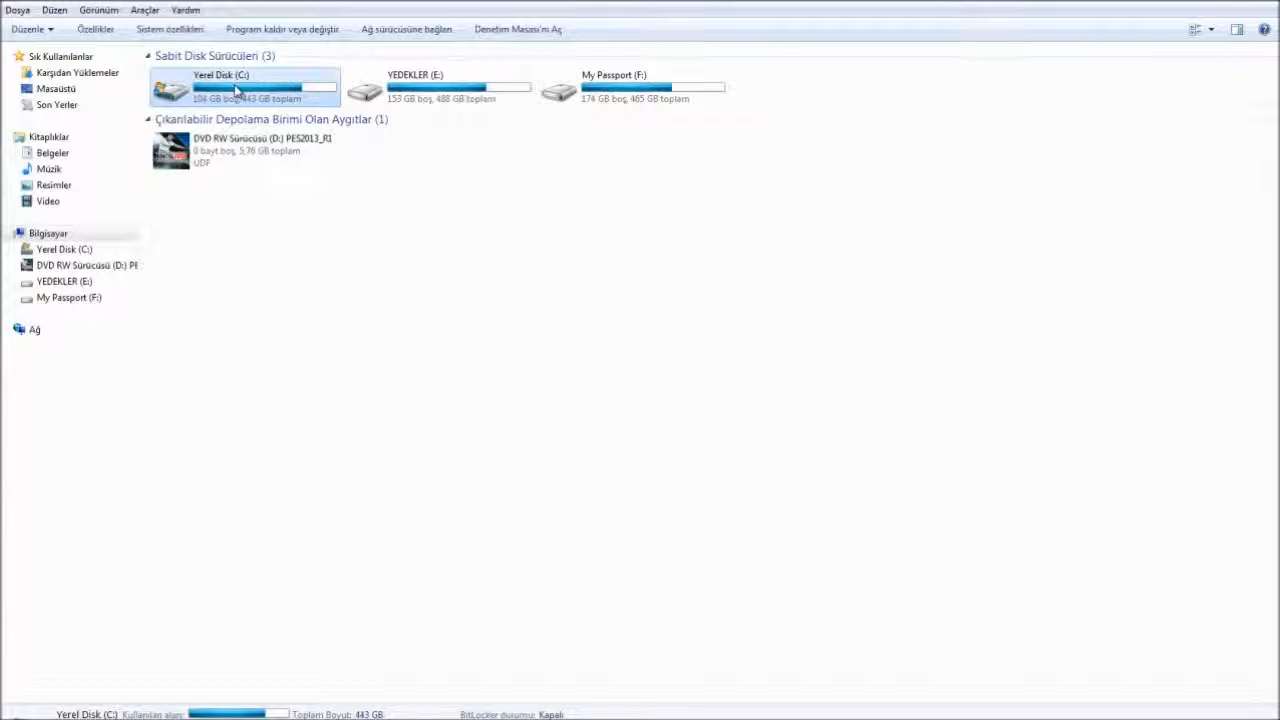 Dosya Düzen Görünüm Araçlar Yardım
Düzenle Özellikler Sistem özellikleri Program kaldır veya değiştir Ağ sürücüsüne bağlan Denetim Masası'nı Aç
Sık Kullanılanlar
Karşıdan Yüklemeler
Masaüstü
Son Yerler
Kitaplıklar
Belgeler
Müzik
Resimler
Video
Bilgisayar
Yerel Disk (C:)
DVD RW Sürücüsü (D:) PE
YEDEKLER (E:)
My Passport (F:)
Ağ
Sabit Disk Sürücüleri (3)
Yerel Disk (C:)
104 GB boş, 443 GB toplam
YEDEKLER (E:)
153 GB boş, 488 GB toplam
My Passport (F:)
174 GB boş, 465 GB toplam
Çıkarılabilir Depolama Birimi Olan Aygıtlar (1)
DVD RW Sürücüsü (D:) PES2013_R1
0 bayt boş, 5,76 GB toplam
UDF
Yerel Disk (C:) Kullanılan alan: Toplam Boyut: 443 GB BitLocker durumu: Kapalı